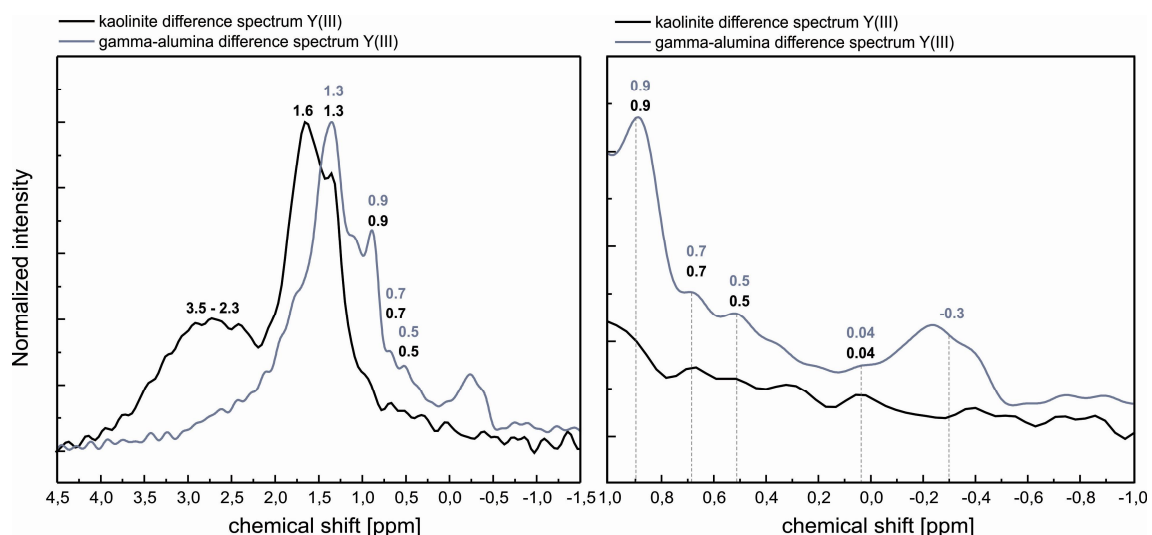 kaolinite difference spectrum Y(III)
gamma-alumina difference spectrum Y(III)
1.3
1.6 1.3
0.9
0.9
3.5 - 2.3
0.7
0.7
0.5
0.5
Normalized intensity
4,5 4,0 3,5 3,0 2,5 2,0 1,5 1,0 0,5 0,0 -0,5 -1,0 -1,5
chemical shift [ppm]
kaolinite difference spectrum Y(III)
gamma-alumina difference spectrum Y(III)
0.9
0.9
0.7
0.7
0.5
0.5
0.04
0.04
-0.3
1,0 0,8 0,6 0,4 0,2 0,0 -0,2 -0,4 -0,6 -0,8 -1,0
chemical shift [ppm]